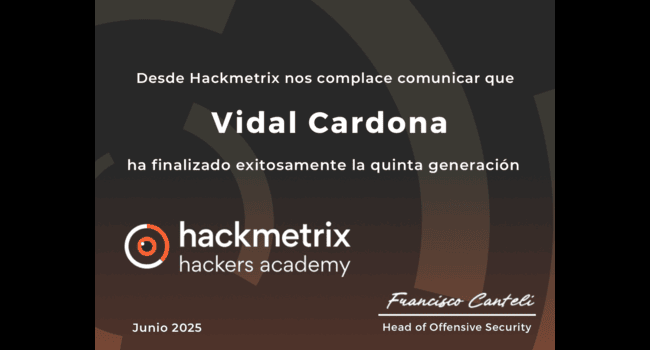 Desde Hackmetrix nos complace comunicar que
Vidal Cardona
ha finalizado exitosamente la quinta generación
hackmetrix
hackers academy
Francisco Canteli
Junio 2025
Head of Offensive Security